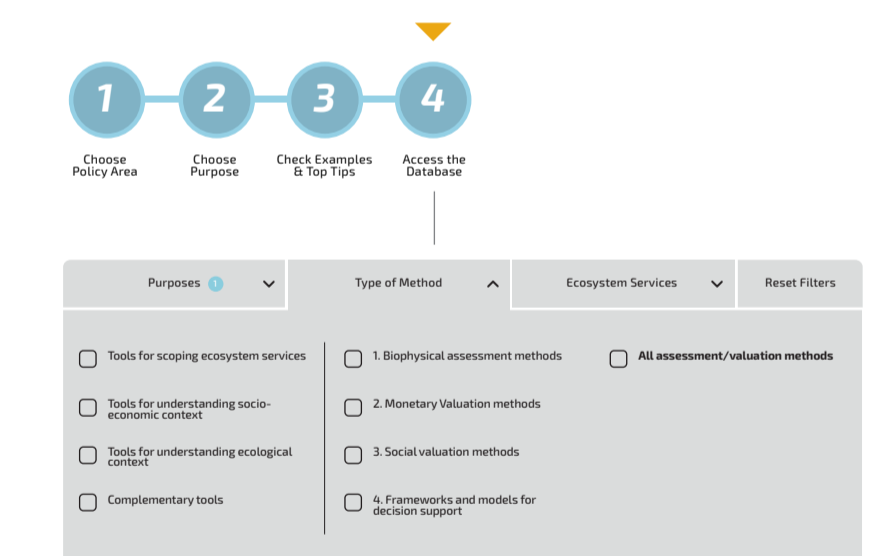 1
2
3
4
Choose
Policy Area
Choose
Purpose
Check Examples
& Top Tips
Access the
Database
Purposes 1
Type of Method
Ecosystem Services
Reset Filters
Tools for scoping ecosystem services
Tools for understanding socio-
economic context
Tools for understanding ecological
context
Complementary tools
1. Biophysical assessment methods
2. Monetary Valuation methods
3. Social valuation methods
4. Frameworks and models for
decision support
All assessment/valuation methods